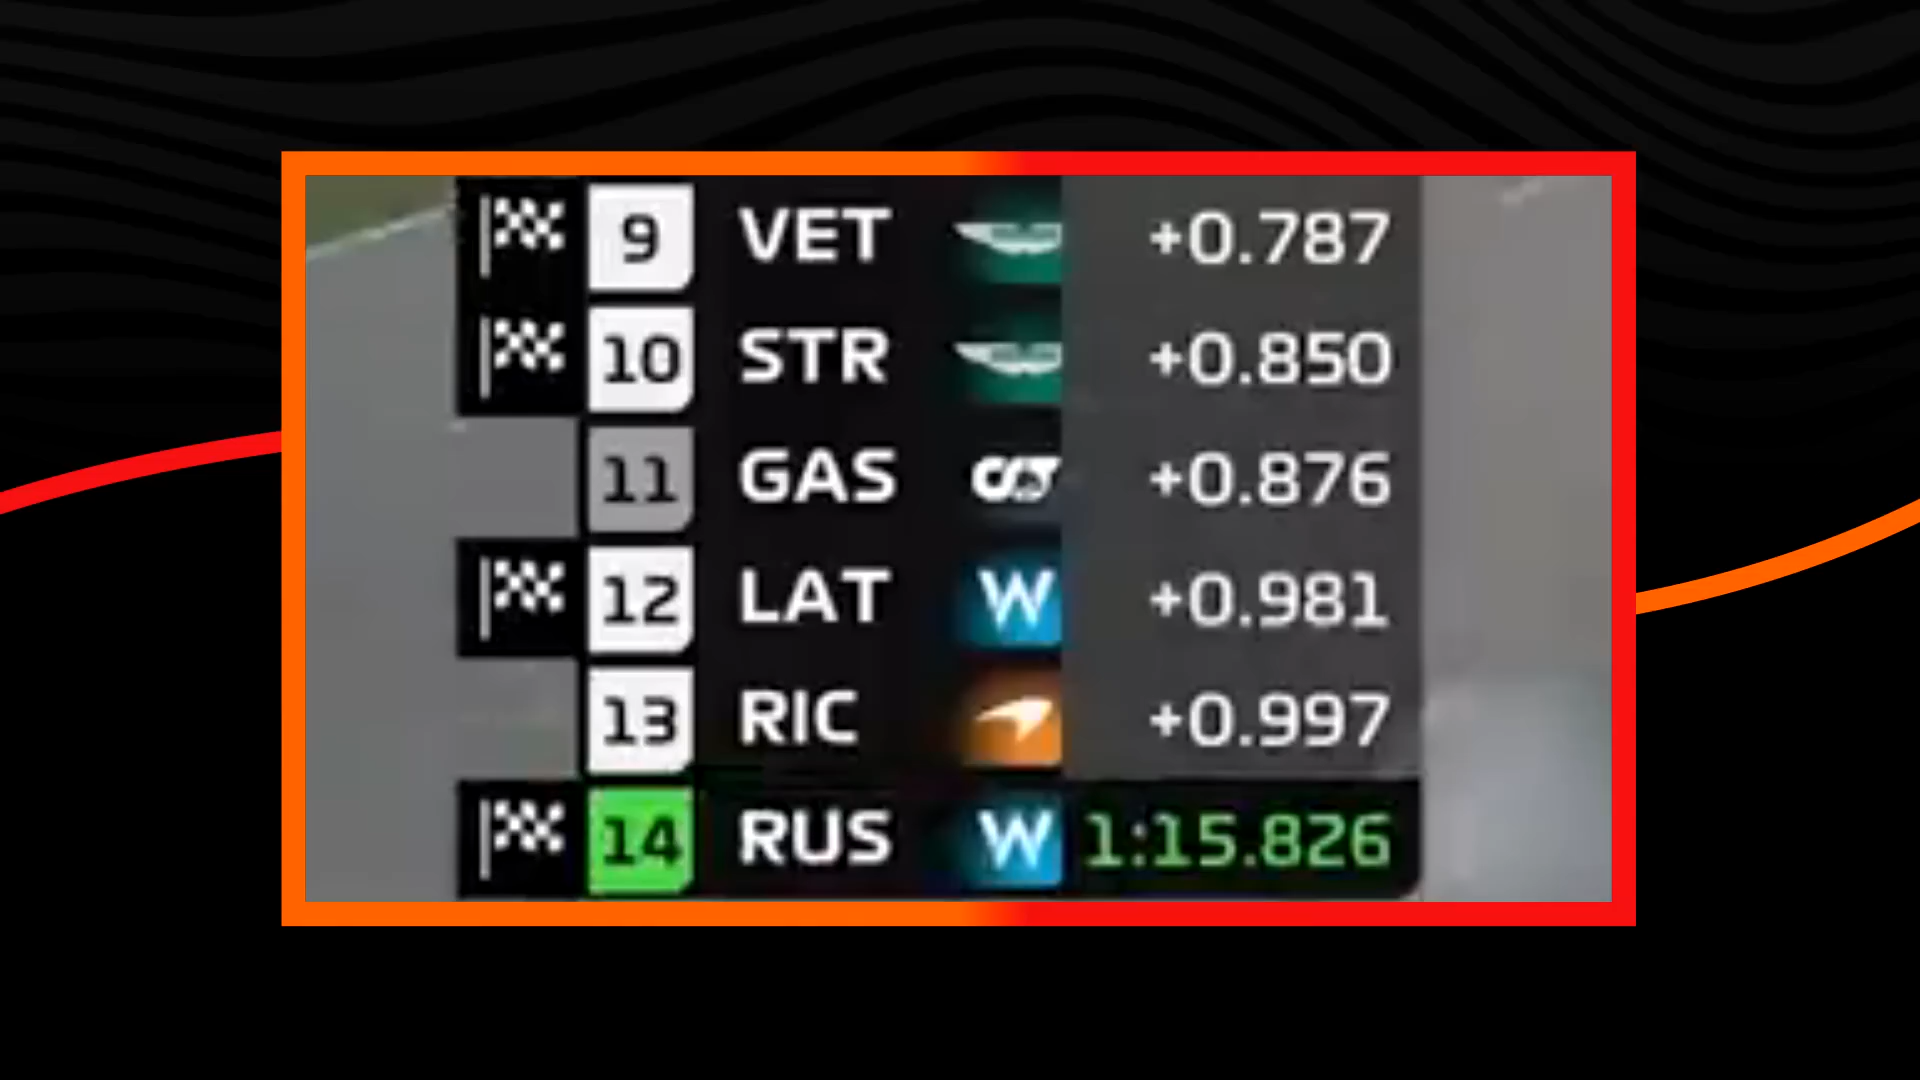 9 VET +0.787
10 STR +0.850
11 GAS +0.876
12 LAT W +0.981
13 RIC +0.997
14 RUS W 1:15.826